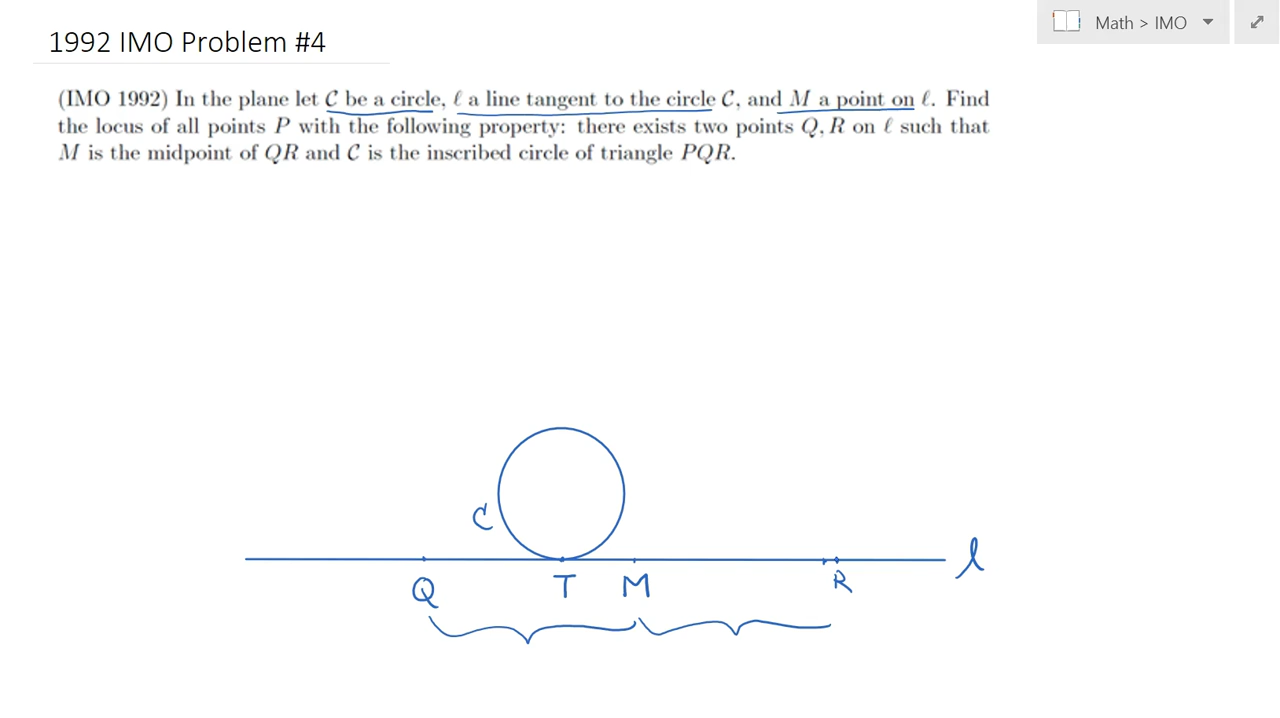 Math > IMO
1992 IMO Problem #4
(IMO 1992) In the plane let C be a circle, ℓ a line tangent to the circle C, and M a point on ℓ. Find
the locus of all points P with the following property: there exists two points Q, R on ℓ such that
M is the midpoint of QR and C is the inscribed circle of triangle PQR.
C
ℓ
Q T M R